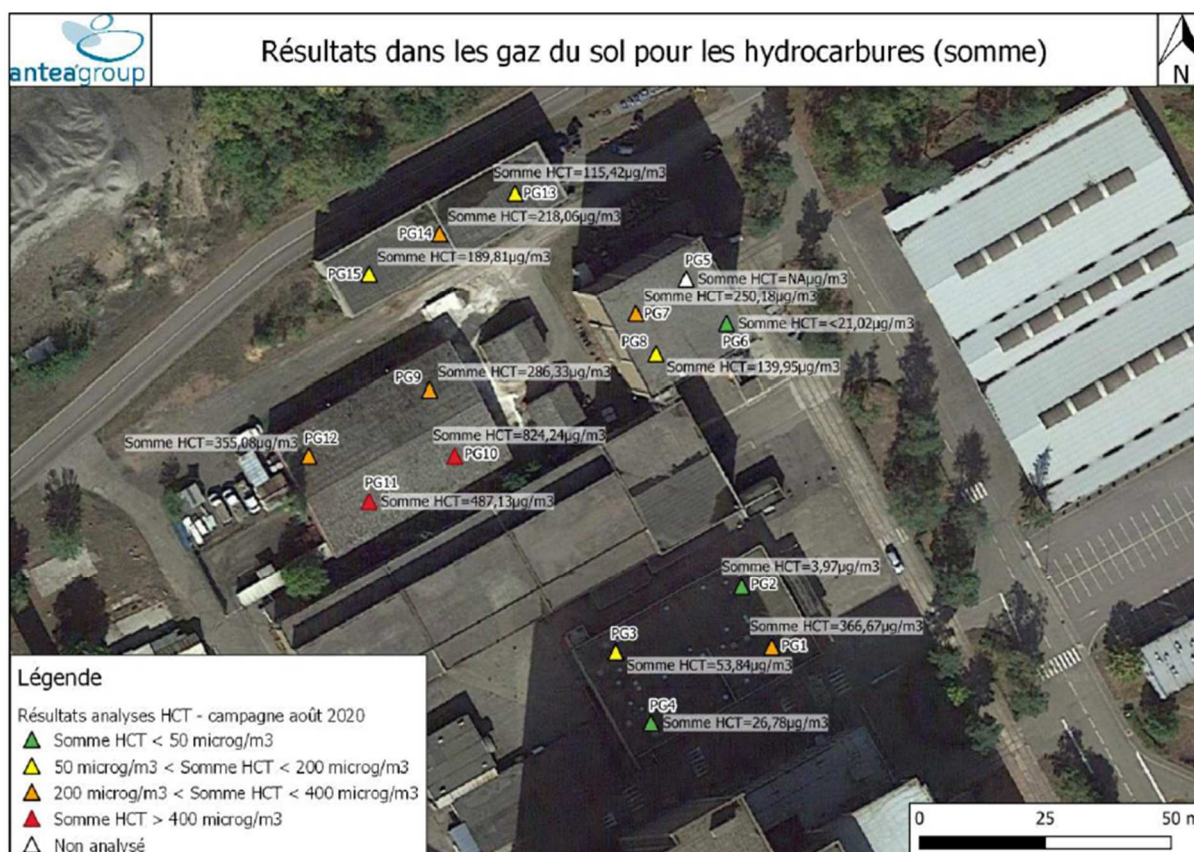 anteagroup
Résultats dans les gaz du sol pour les hydrocarbures (somme)
N
Somme HCT=115,42µg/m3
PG13
Somme HCT=218,06µg/m3
PG14
Somme HCT=189,81µg/m3
PG15
PG5
Somme HCT=NAµg/m3
Somme HCT=250,18µg/m3
PG7
Somme HCT=<21,02µg/m3
PG8
PG6
Somme HCT=139,95µg/m3
Somme HCT=286,33µg/m3
PG9
Somme HCT=355,08µg/m3
PG12
Somme HCT=824,24µg/m3
PG10
PG11
Somme HCT=487,13µg/m3
Somme HCT=3,97µg/m3
PG2
Somme HCT=366,67µg/m3
PG3
PG1
Somme HCT=53,84µg/m3
PG4
Somme HCT=26,78µg/m3
Légende
Résultats analyses HCT - campagne août 2020
Somme HCT < 50 microg/m3
50 microg/m3 < Somme HCT < 200 microg/m3
200 microg/m3 < Somme HCT < 400 microg/m3
Somme HCT > 400 microg/m3
Non analysé
0 25 50 m